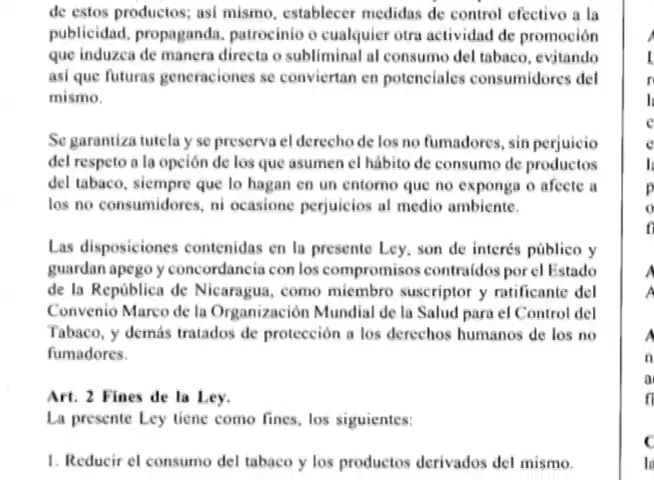 de estos productos; así mismo, establecer medidas de control efectivo a la
publicidad, propaganda, patrocinio o cualquier otra actividad de promoción
que induzca de manera directa o subliminal al consumo del tabaco, evitando
así que futuras generaciones se conviertan en potenciales consumidores del
mismo.
Se garantiza tutela y se preserva el derecho de los no fumadores, sin perjuicio
del respeto a la opción de los que asumen el hábito de consumo de productos
del tabaco, siempre que lo hagan en un entorno que no exponga o afecte a
los no consumidores, ni ocasione perjuicios al medio ambiente.
Las disposiciones contenidas en la presente Ley, son de interés público y
guardan apego y concordancia con los compromisos contraídos por el Estado
de la República de Nicaragua, como miembro suscriptor y ratificante del
Convenio Marco de la Organización Mundial de la Salud para el Control del
Tabaco, y demás tratados de protección a los derechos humanos de los no
fumadores.
Art. 2 Fines de la Ley.
La presente Ley tiene como fines, los siguientes:
1. Reducir el consumo del tabaco y los productos derivados del mismo.